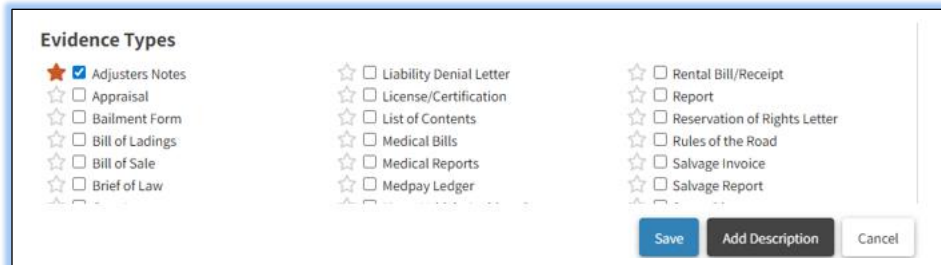 Evidence Types
Adjusters Notes
Appraisal
Bailment Form
Bill of Ladings
Bill of Sale
Brief of Law
Liability Denial Letter
License/Certification
List of Contents
Medical Bills
Medical Reports
Medpay Ledger
Rental Bill/Receipt
Report
Reservation of Rights Letter
Rules of the Road
Salvage Invoice
Salvage Report
Save
Add Description
Cancel